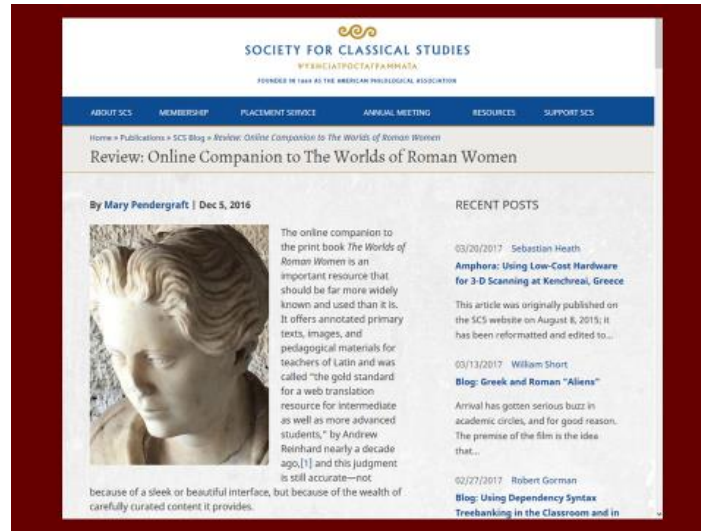 SOCIETY FOR CLASSICAL STUDIES
FOUNDED IN 1869 AS THE AMERICAN PHILOLOGICAL ASSOCIATION
ABOUT SCS MEMBERSHIP PLACEMENT SERVICE ANNUAL MEETING RESOURCES SUPPORT SCS
Home » Publications » SCS Blog » Review: Online Companion to The Worlds of Roman Women
Review: Online Companion to The Worlds of Roman Women
By Mary Pendergraft | Dec 5, 2016
The online companion to
the print book The Worlds of
Roman Women is an
important resource that
should be far more widely
known and used than it is.
It offers annotated primary
texts, images, and
pedagogical materials for
teachers of Latin and was
called "the gold standard
for a web translation
resource for intermediate
as well as more advanced
students," by Andrew
Reinhard nearly a decade
ago,[1] and this judgment
is still accurate—not
because of a sleek or beautiful interface, but because of the wealth of
carefully curated content it provides.
RECENT POSTS
03/20/2017 Sebastian Heath
Amphora: Using Low-Cost Hardware
for 3-D Scanning at Kenchreai, Greece
This article was originally published on
the SCS website on August 8, 2015; it
has been reformatted and edited to...
03/13/2017 William Short
Blog: Greek and Roman "Aliens"
Arrival has gotten serious buzz in
academic circles, and for good reason.
The premise of the film is the idea
that...
02/27/2017 Robert Gorman
Blog: Using Dependency Syntax
Treebanking in the Classroom and in